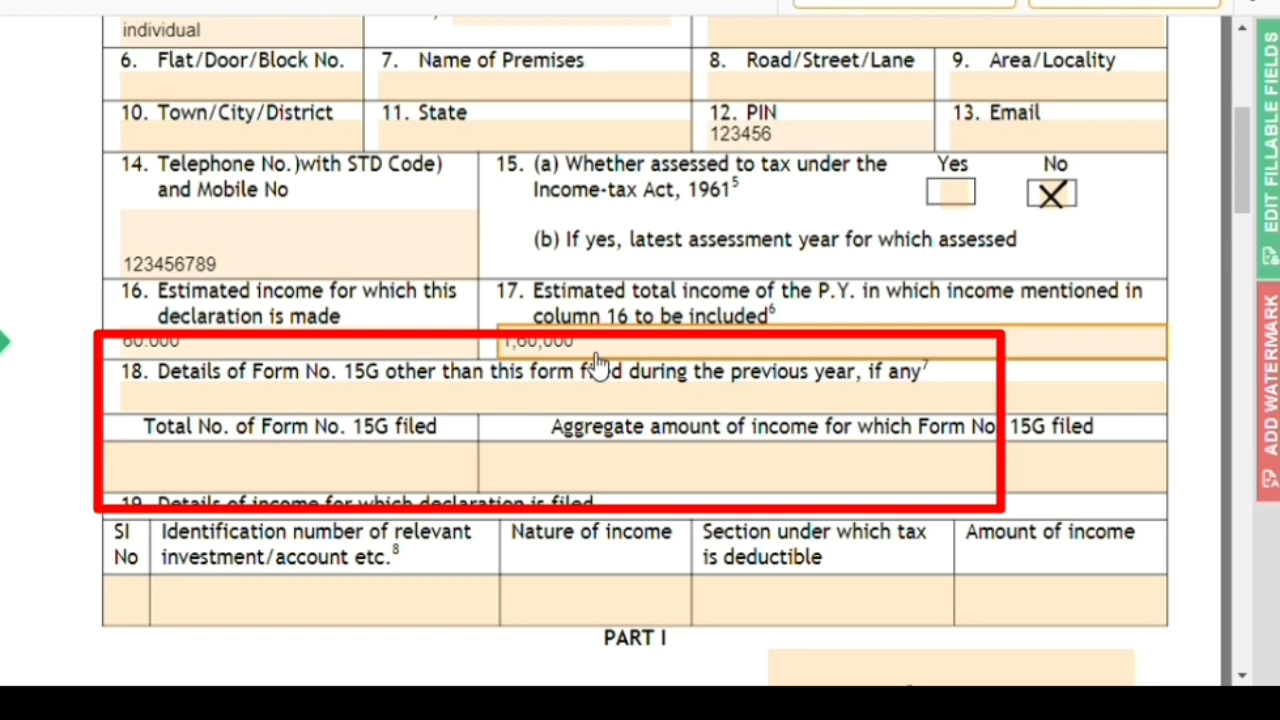 individual
6. Flat/Door/Block No.
7. Name of Premises
8. Road/Street/Lane
9. Area/Locality
10. Town/City/District
11. State
12. PIN
123456
13. Email
14. Telephone No.)with STD Code)
and Mobile No
123456789
15. (a) Whether assessed to tax under the
Income-tax Act, 1961⁵
Yes
No
(b) If yes, latest assessment year for which assessed
16. Estimated income for which this
declaration is made
60.000
17. Estimated total income of the P.Y. in which income mentioned in
column 16 to be included⁶
1,60,000
18. Details of Form No. 15G other than this form filed during the previous year, if any⁷
Total No. of Form No. 15G filed
Aggregate amount of income for which Form No. 15G filed
19. Details of income for which declaration is filed
SI
No
Identification number of relevant
investment/account etc.⁸
Nature of income
Section under which tax
is deductible
Amount of income
PART I
EDIT FILLABLE FIELDS
ADD WATERMARK